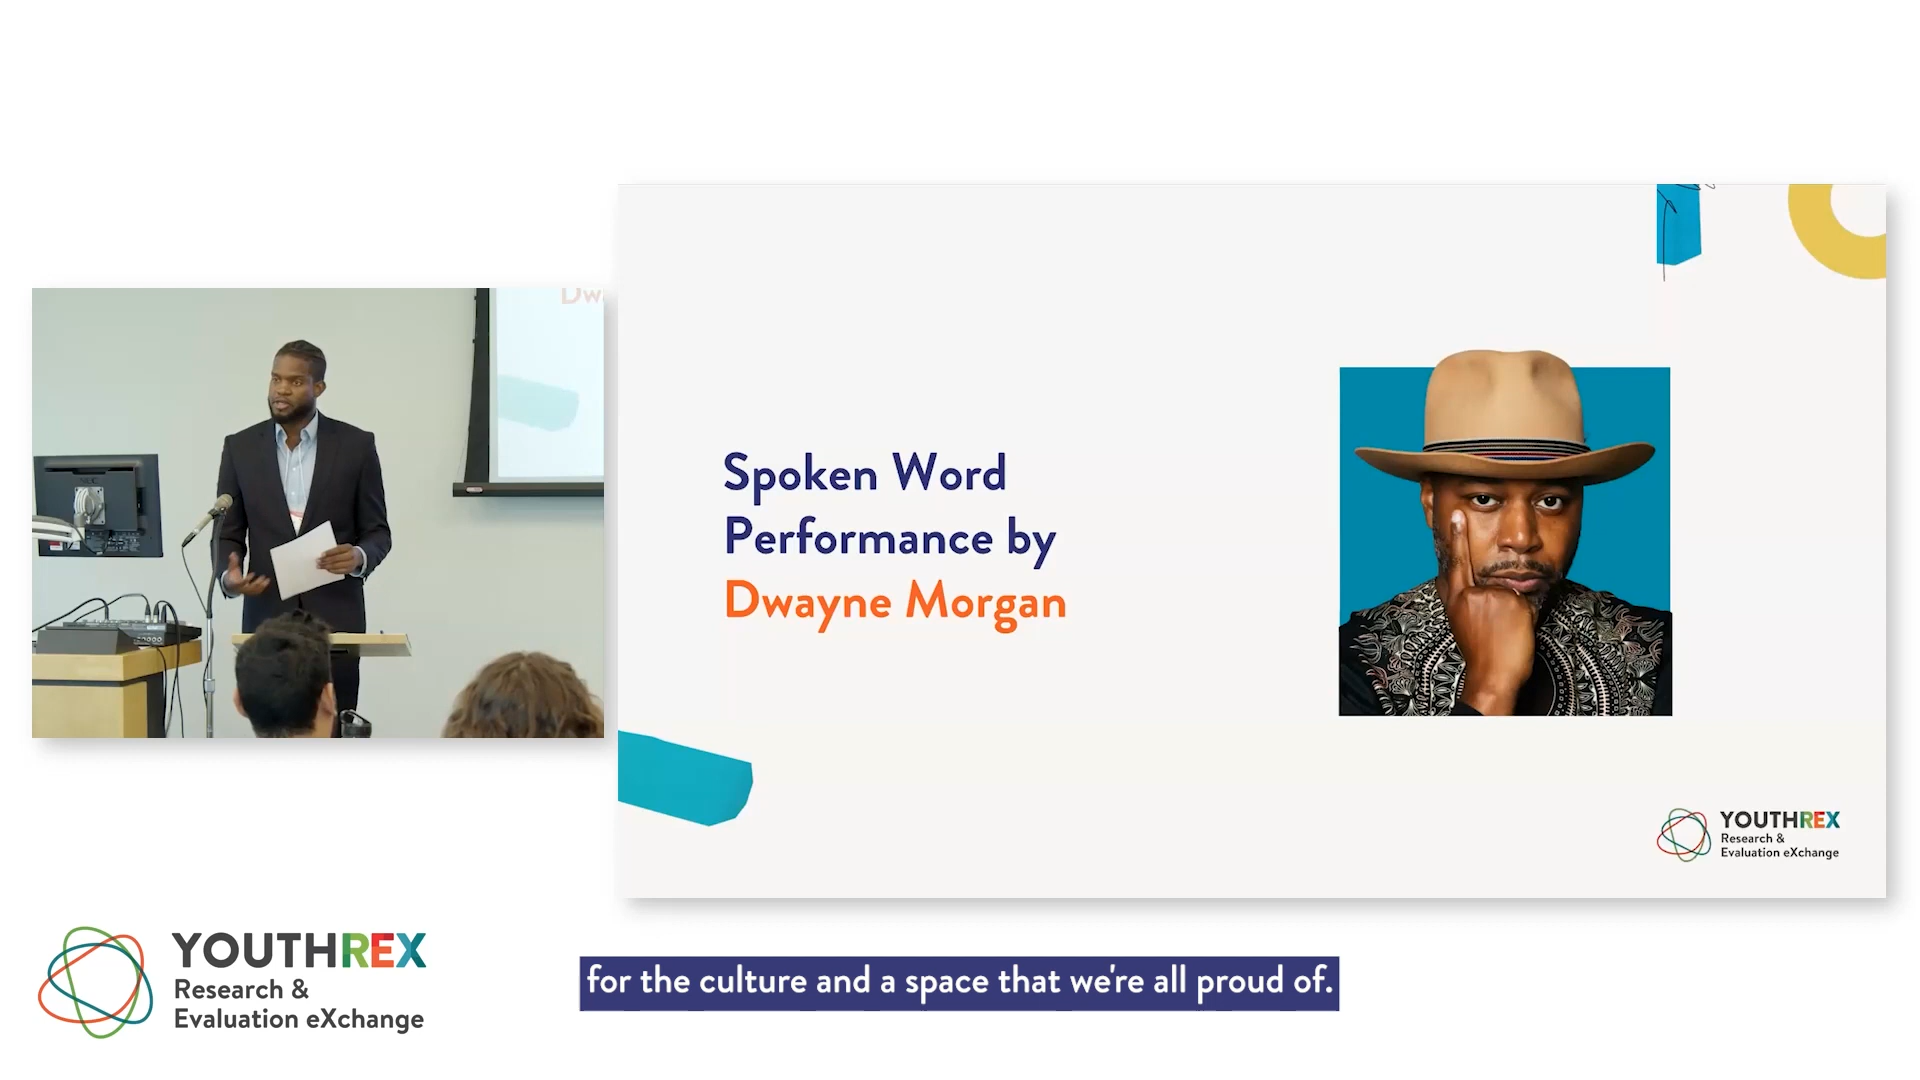 Dw
Spoken Word
Performance by
Dwayne Morgan
YOUTHREX
Research &
Evaluation eXchange
YOUTHREX
Research &
Evaluation eXchange
for the culture and a space that we're all proud of.